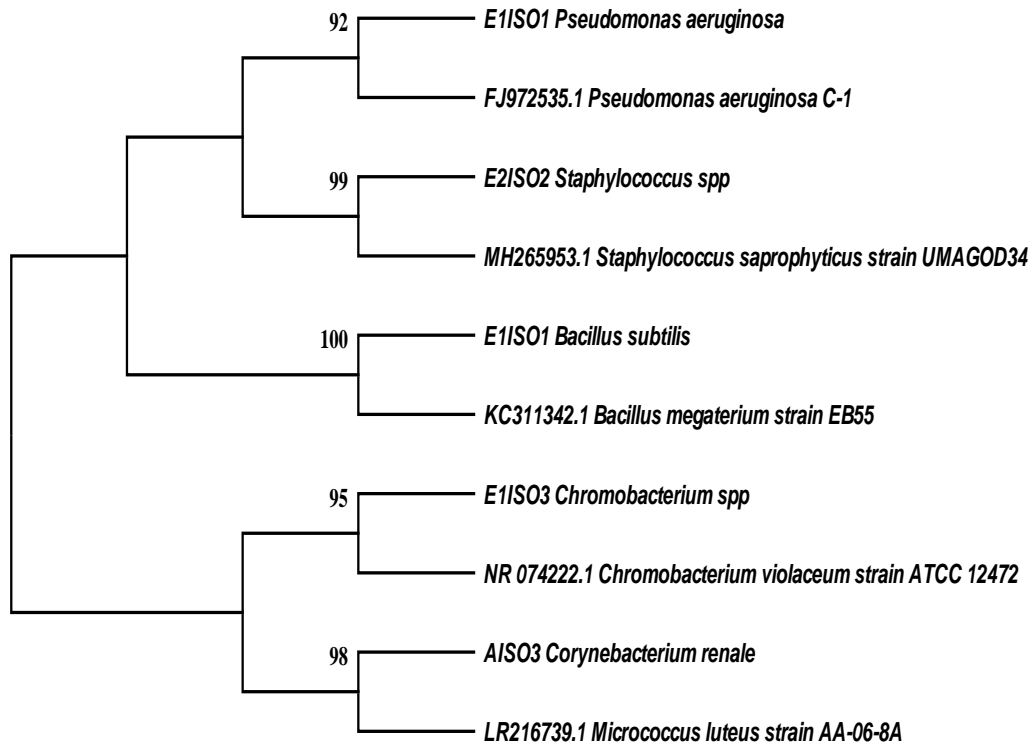 92
E1ISO1 Pseudomonas aeruginosa
FJ972535.1 Pseudomonas aeruginosa C-1
99
E2ISO2 Staphylococcus spp
MH265953.1 Staphylococcus saprophyticus strain UMAGOD34
100
E1ISO1 Bacillus subtilis
KC311342.1 Bacillus megaterium strain EB55
95
E1ISO3 Chromobacterium spp
NR 074222.1 Chromobacterium violaceum strain ATCC 12472
98
AISO3 Corynebacterium renale
LR216739.1 Micrococcus luteus strain AA-06-8A